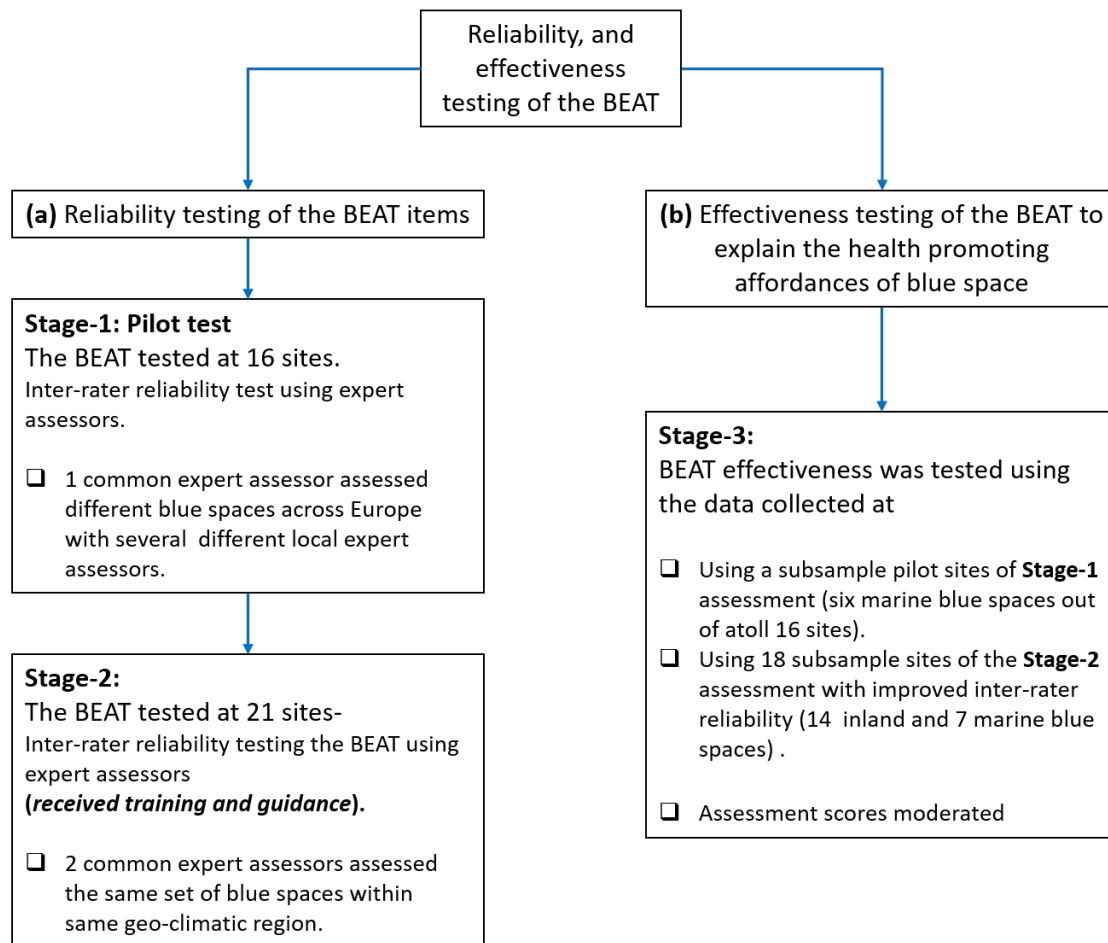 Reliability, and
effectiveness
testing of the BEAT
(a) Reliability testing of the BEAT items
Stage-1: Pilot test
The BEAT tested at 16 sites.
Inter-rater reliability test using expert
assessors.
❑ 1 common expert assessor assessed
different blue spaces across Europe
with several different local expert
assessors.
Stage-2:
The BEAT tested at 21 sites-
Inter-rater reliability testing the BEAT using
expert assessors
(received training and guidance).
❑ 2 common expert assessors assessed
the same set of blue spaces within
same geo-climatic region.
(b) Effectiveness testing of the BEAT to
explain the health promoting
affordances of blue space
Stage-3:
BEAT effectiveness was tested using
the data collected at
❑ Using a subsample pilot sites of Stage-1
assessment (six marine blue spaces out
of atoll 16 sites).
❑ Using 18 subsample sites of the Stage-2
assessment with improved inter-rater
reliability (14 inland and 7 marine blue
spaces) .
❑ Assessment scores moderated